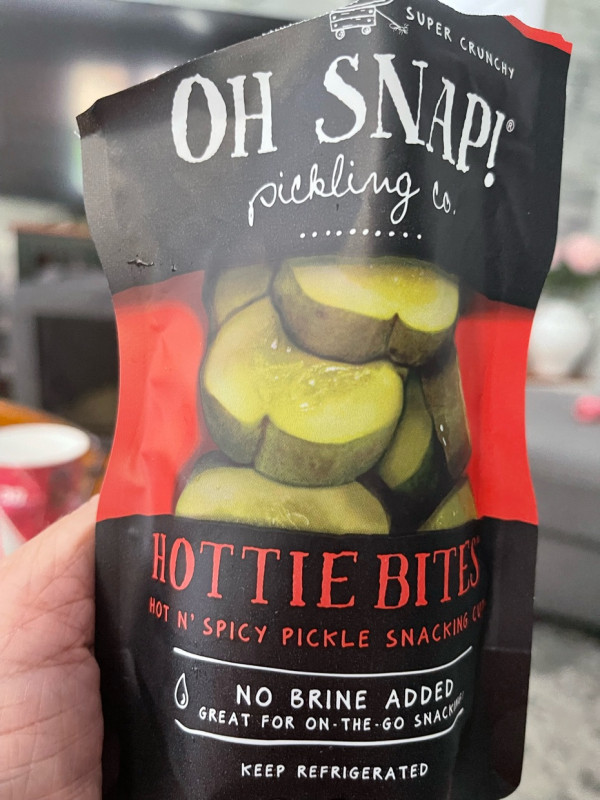 SUPER CRUNCHY
OH SNAP!®
pickling co.
HOTTIE BITES
HOT N' SPICY PICKLE SNACKING
NO BRINE ADDED
GREAT FOR ON-THE-GO SNACKING!
KEEP REFRIGERATED